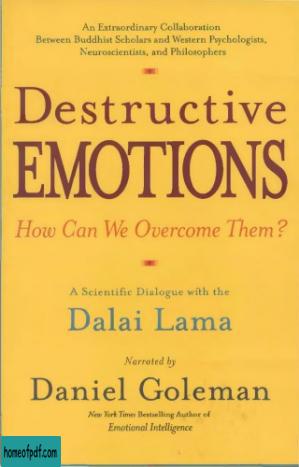 An Extraordinary Collaboration
Between Buddhist Scholars and Western Psychologists,
Neuroscientists, and Philosophers
Destructive
EMOTIONS
How Can We Overcome Them?
A Scientific Dialogue with the
Dalai Lama
Narrated by
Daniel Goleman
New York Times Bestselling Author of
Emotional Intelligence
homeofpdf.com